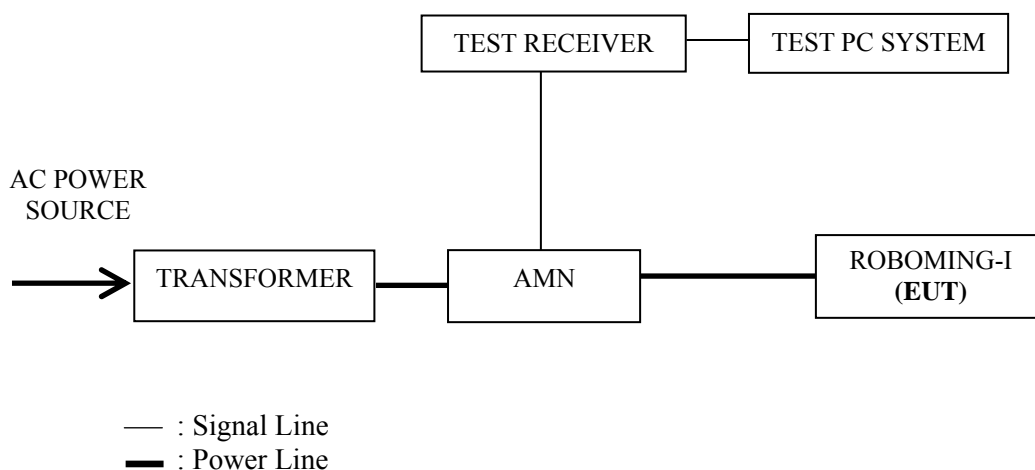 TEST RECEIVER
TEST PC SYSTEM
AC POWER
SOURCE
TRANSFORMER
AMN
ROBOMING-I
(EUT)
: Signal Line
: Power Line